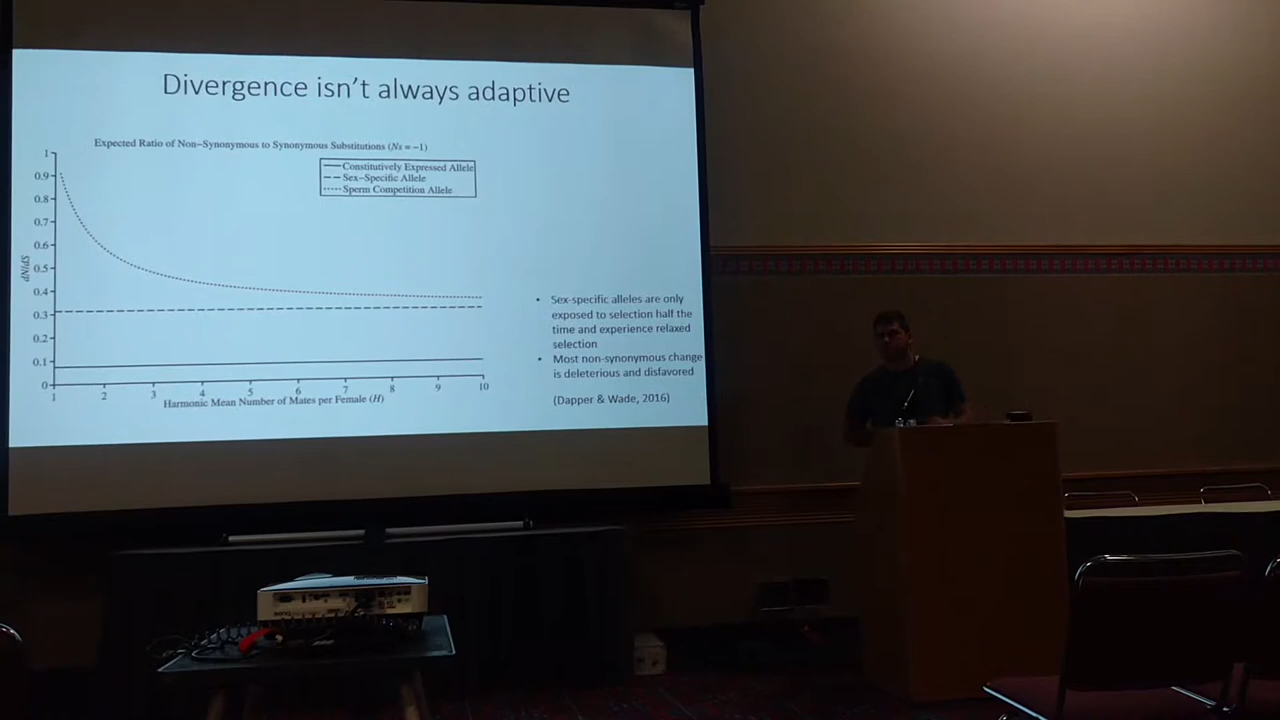 Divergence isn't always adaptive
Expected Ratio of Non-Synonymous to Synonymous Substitutions (Ns = -1)
Constitutively Expressed Allele
Sex-Specific Allele
Sperm Competition Allele
1
0.9
0.8
0.7
0.6
0.5
0.4
0.3
0.2
0.1
0
dN/dS
1 2 3 4 5 6 7 8 9 10
Harmonic Mean Number of Mates per Female (H)
• Sex-specific alleles are only
exposed to selection half the
time and experience relaxed
selection
• Most non-synonymous change
is deleterious and disfavored
(Dapper & Wade, 2016)